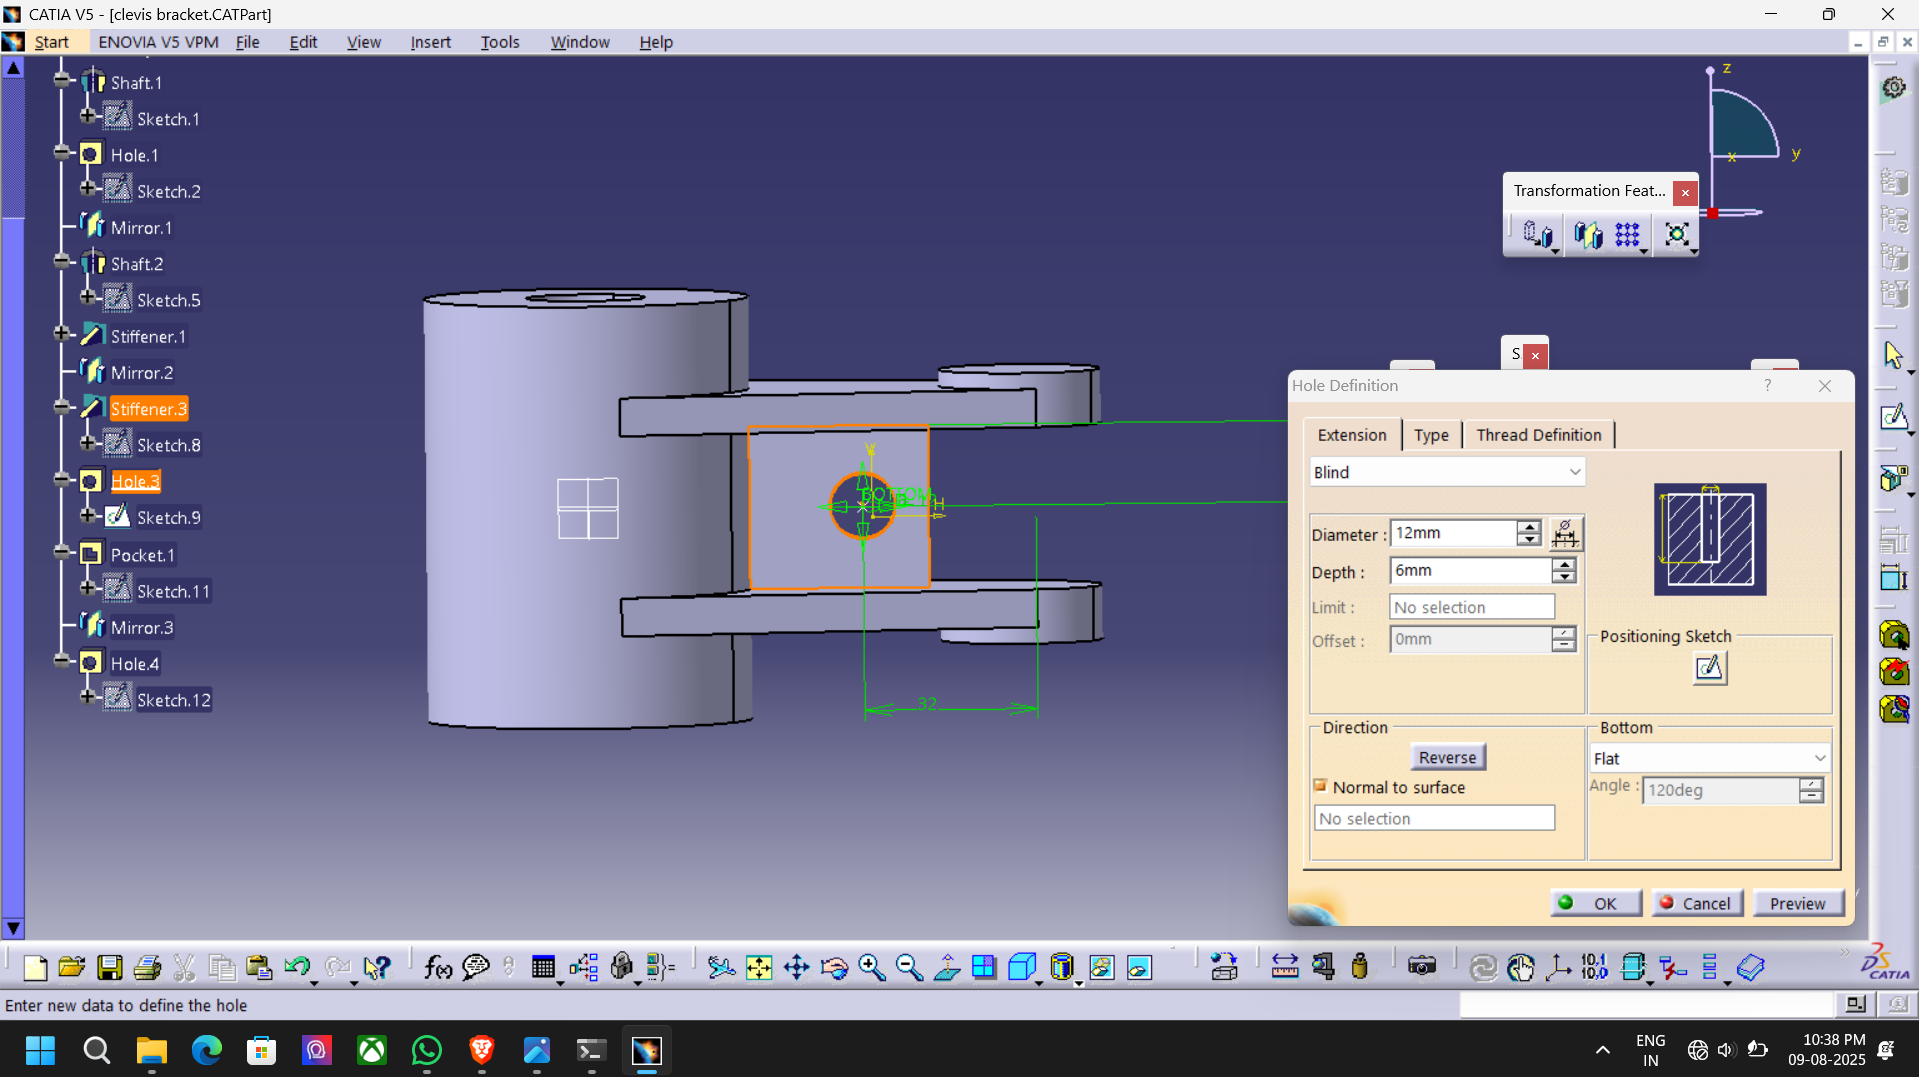 CATIA V5 - [clevis bracket.CATPart]
Start ENOVIA V5 VPM File Edit View Insert Tools Window Help
Shaft.1
Sketch.1
Hole.1
Sketch.2
Mirror.1
Shaft.2
Sketch.5
Stiffener.1
Mirror.2
Stiffener.3
Sketch.8
Hole.3
Sketch.9
Pocket.1
Sketch.11
Mirror.3
Hole.4
Sketch.12
z
y
x
Transformation Feat...
S
V
BOTTOM
H
32
Hole Definition
?
Extension Type Thread Definition
Blind
Diameter : 12mm
Depth : 6mm
Limit : No selection
Offset : 0mm
Positioning Sketch
Direction
Reverse
Normal to surface
No selection
Bottom
Flat
Angle : 120deg
OK Cancel Preview
f(x)
10,1
10,0
CATIA
Enter new data to define the hole
ENG
IN
10:38 PM
09-08-2025